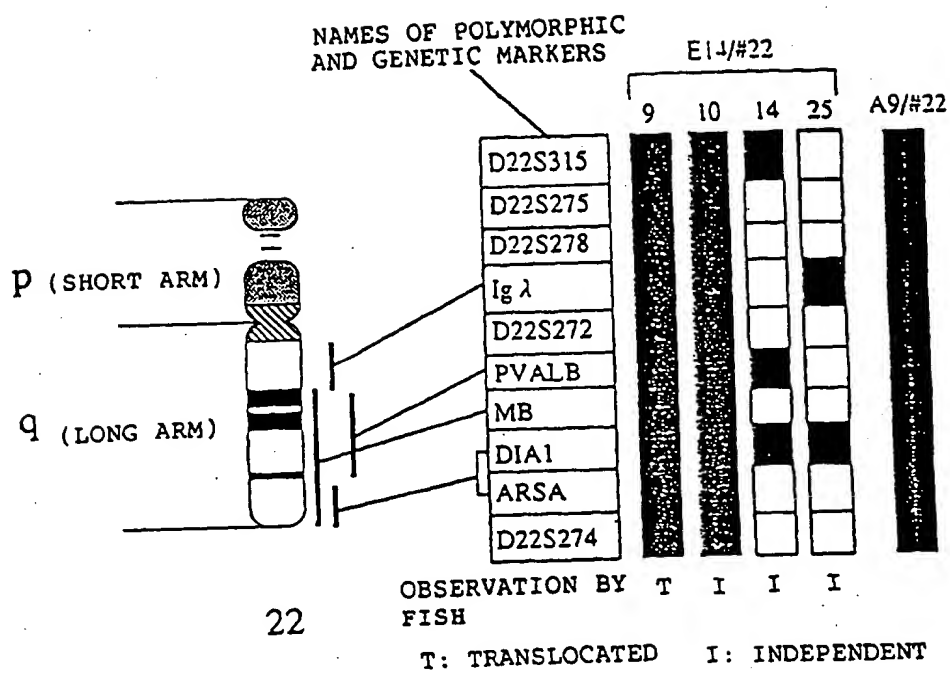 NAMES OF POLYMORPHIC
AND GENETIC MARKERS
E14/#22
9 10 14 25 A9/#22
D22S315
D22S275
D22S278
p (SHORT ARM)
Ig λ
D22S272
PVALB
q (LONG ARM)
MB
DIA1
ARSA
D22S274
OBSERVATION BY T I I I
FISH
22
T: TRANSLOCATED I: INDEPENDENT